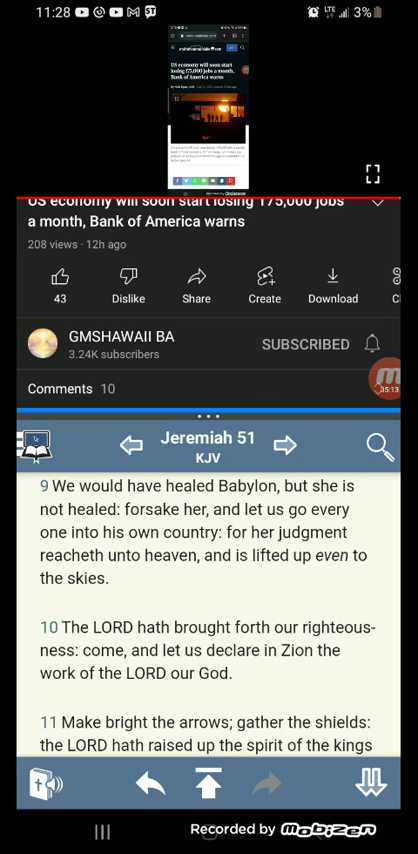 11:28
LTE
3%
US economy will soon start
losing 175,000 jobs a month,
Bank of America warns
US economy will soon start losing 175,000 jobs
a month, Bank of America warns
208 views · 12h ago
43
Dislike
Share
Create
Download
GMSHAWAII BA
3.24K subscribers
SUBSCRIBED
35:13
Comments 10
Jeremiah 51
KJV
9 We would have healed Babylon, but she is
not healed: forsake her, and let us go every
one into his own country: for her judgment
reacheth unto heaven, and is lifted up even to
the skies.
10 The LORD hath brought forth our righteous-
ness: come, and let us declare in Zion the
work of the LORD our God.
11 Make bright the arrows; gather the shields:
the LORD hath raised up the spirit of the kings
Recorded by mobizen